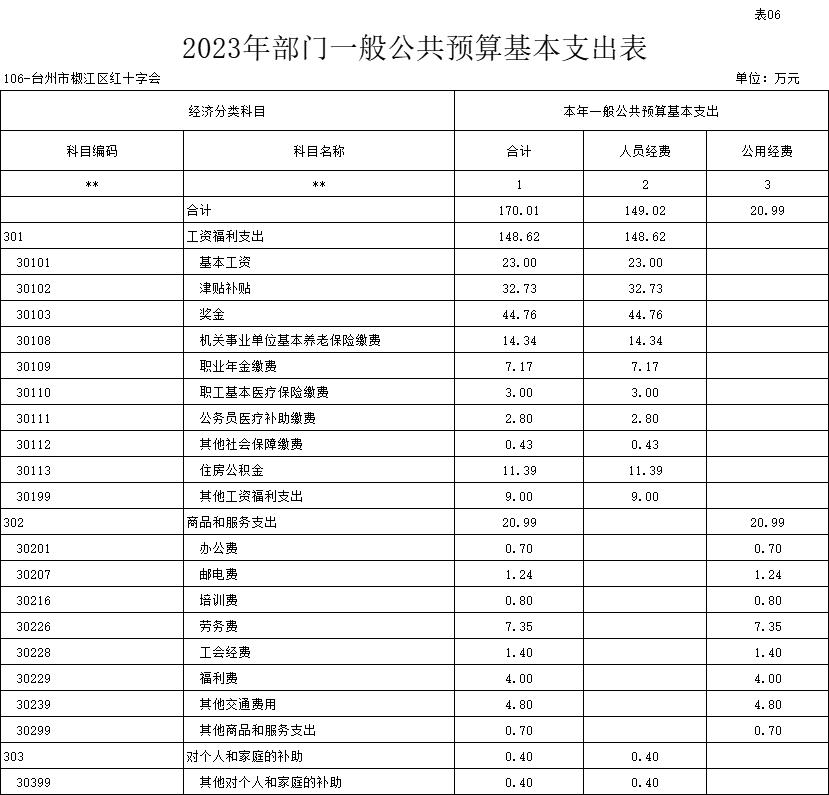 表06
2023年部门一般公共预算基本支出表
106-台州市椒江区红十字会 单位：万元
经济分类科目 本年一般公共预算基本支出
科目编码 科目名称 合计 人员经费 公用经费
** ** 1 2 3
合计 170.01 149.02 20.99
301 工资福利支出 148.62 148.62
30101 基本工资 23.00 23.00
30102 津贴补贴 32.73 32.73
30103 奖金 44.76 44.76
30108 机关事业单位基本养老保险缴费 14.34 14.34
30109 职业年金缴费 7.17 7.17
30110 职工基本医疗保险缴费 3.00 3.00
30111 公务员医疗补助缴费 2.80 2.80
30112 其他社会保障缴费 0.43 0.43
30113 住房公积金 11.39 11.39
30199 其他工资福利支出 9.00 9.00
302 商品和服务支出 20.99 20.99
30201 办公费 0.70 0.70
30207 邮电费 1.24 1.24
30216 培训费 0.80 0.80
30226 劳务费 7.35 7.35
30228 工会经费 1.40 1.40
30229 福利费 4.00 4.00
30239 其他交通费用 4.80 4.80
30299 其他商品和服务支出 0.70 0.70
303 对个人和家庭的补助 0.40 0.40
30399 其他对个人和家庭的补助 0.40 0.40